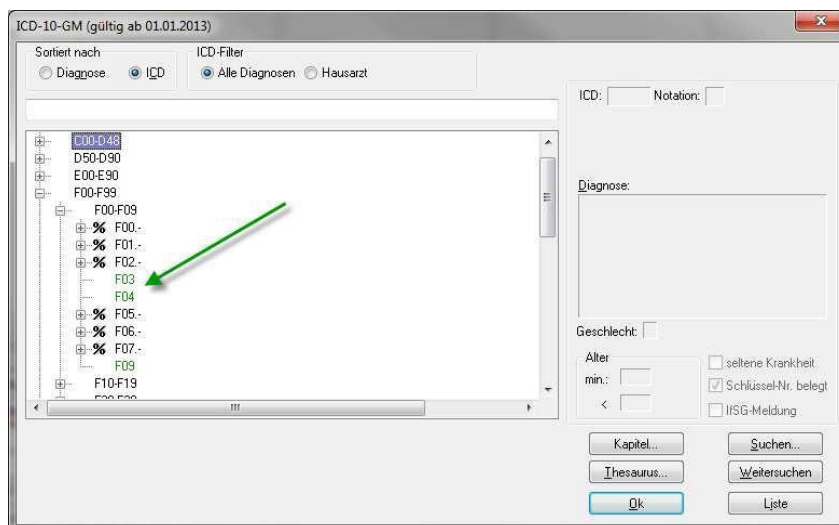 ICD-10-GM (gültig ab 01.01.2013)
Sortiert nach
Diagnose
ICD
ICD-Filter
Alle Diagnosen
Hausarzt
C00-D48
D50-D90
E00-E90
F00-F99
F00-F09
% F00.-
% F01.-
% F02.-
F03
F04
% F05.-
% F06.-
% F07.-
F09
F10-F19
ICD:
Notation:
Diagnose:
Geschlecht:
Alter
min.:
<
seltene Krankheit
Schlüssel-Nr. belegt
IfSG-Meldung
Kapitel...
Suchen...
Thesaurus...
Weitersuchen
Ok
Liste